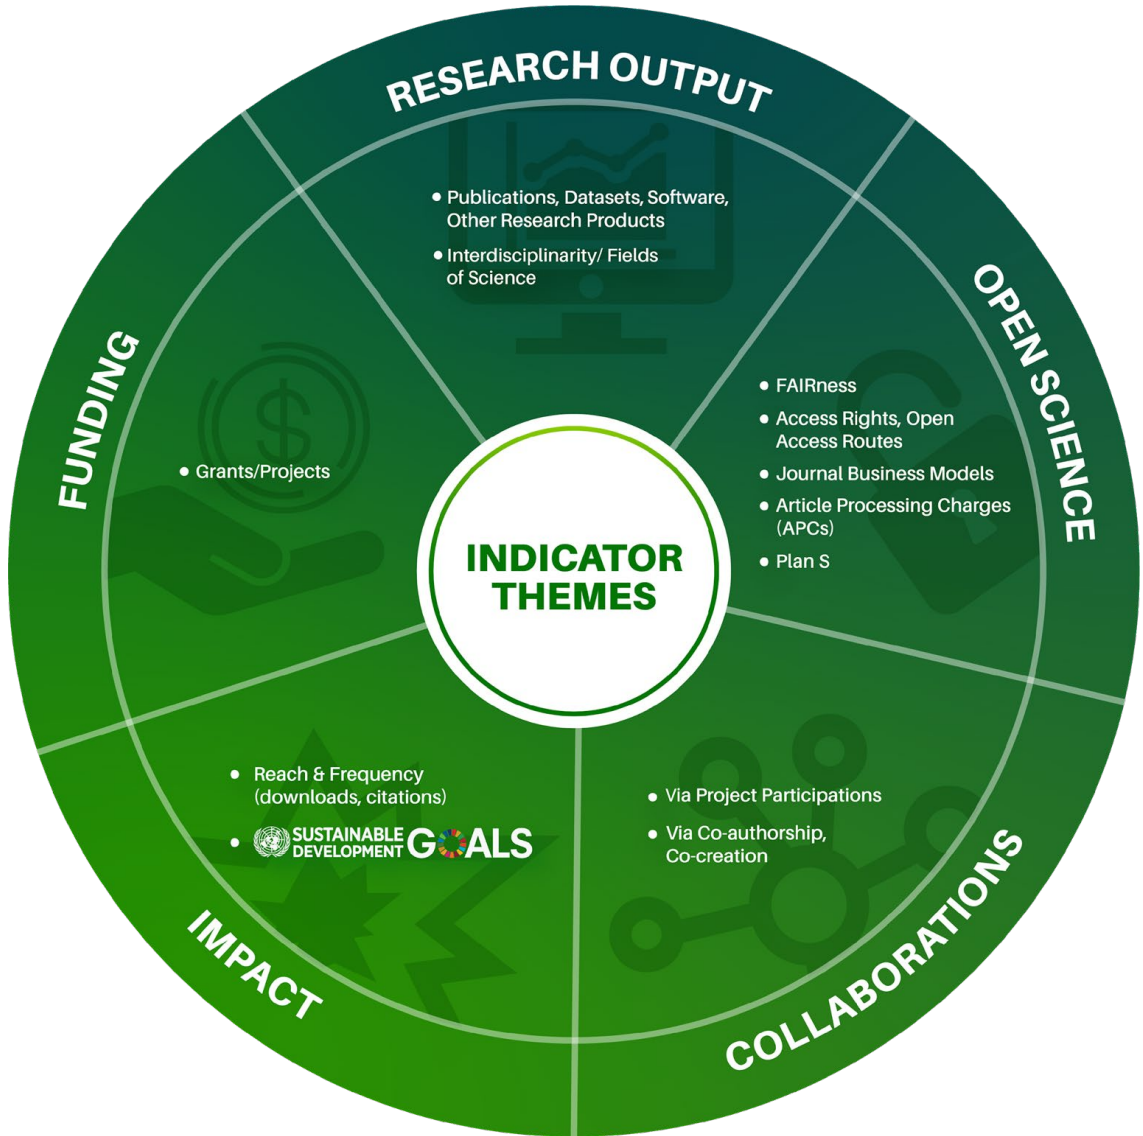 RESEARCH OUTPUT
• Publications, Datasets, Software,
Other Research Products
• Interdisciplinarity/ Fields
of Science
OPEN SCIENCE
• FAIRness
• Access Rights, Open
Access Routes
• Journal Business Models
• Article Processing Charges
(APCs)
• Plan S
COLLABORATIONS
• Via Project Participations
• Via Co-authorship,
Co-creation
IMPACT
• Reach & Frequency
(downloads, citations)
• SUSTAINABLE
DEVELOPMENT GOALS
FUNDING
• Grants/Projects
INDICATOR
THEMES